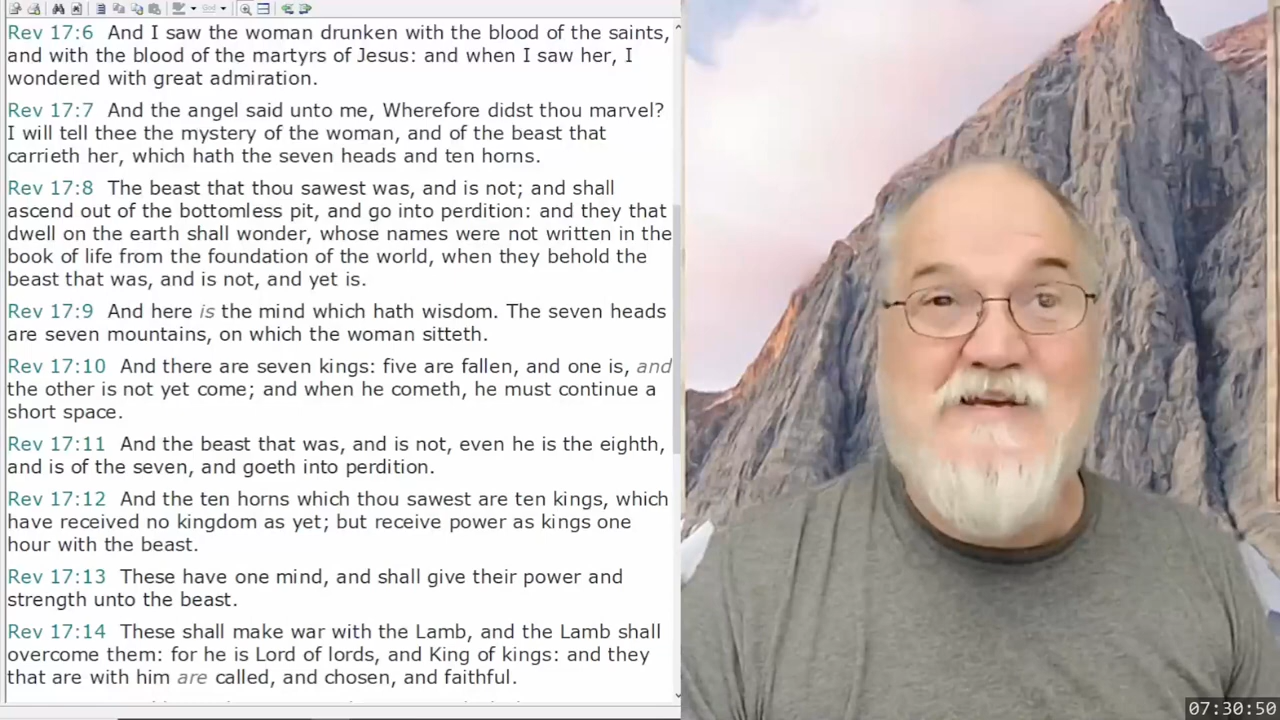 Rev 17:6 And I saw the woman drunken with the blood of the saints,
and with the blood of the martyrs of Jesus: and when I saw her, I
wondered with great admiration.
Rev 17:7 And the angel said unto me, Wherefore didst thou marvel?
I will tell thee the mystery of the woman, and of the beast that
carrieth her, which hath the seven heads and ten horns.
Rev 17:8 The beast that thou sawest was, and is not; and shall
ascend out of the bottomless pit, and go into perdition: and they that
dwell on the earth shall wonder, whose names were not written in the
book of life from the foundation of the world, when they behold the
beast that was, and is not, and yet is.
Rev 17:9 And here is the mind which hath wisdom. The seven heads
are seven mountains, on which the woman sitteth.
Rev 17:10 And there are seven kings: five are fallen, and one is, and
the other is not yet come; and when he cometh, he must continue a
short space.
Rev 17:11 And the beast that was, and is not, even he is the eighth,
and is of the seven, and goeth into perdition.
Rev 17:12 And the ten horns which thou sawest are ten kings, which
have received no kingdom as yet; but receive power as kings one
hour with the beast.
Rev 17:13 These have one mind, and shall give their power and
strength unto the beast.
Rev 17:14 These shall make war with the Lamb, and the Lamb shall
overcome them: for he is Lord of lords, and King of kings: and they
that are with him are called, and chosen, and faithful.
07:30:50